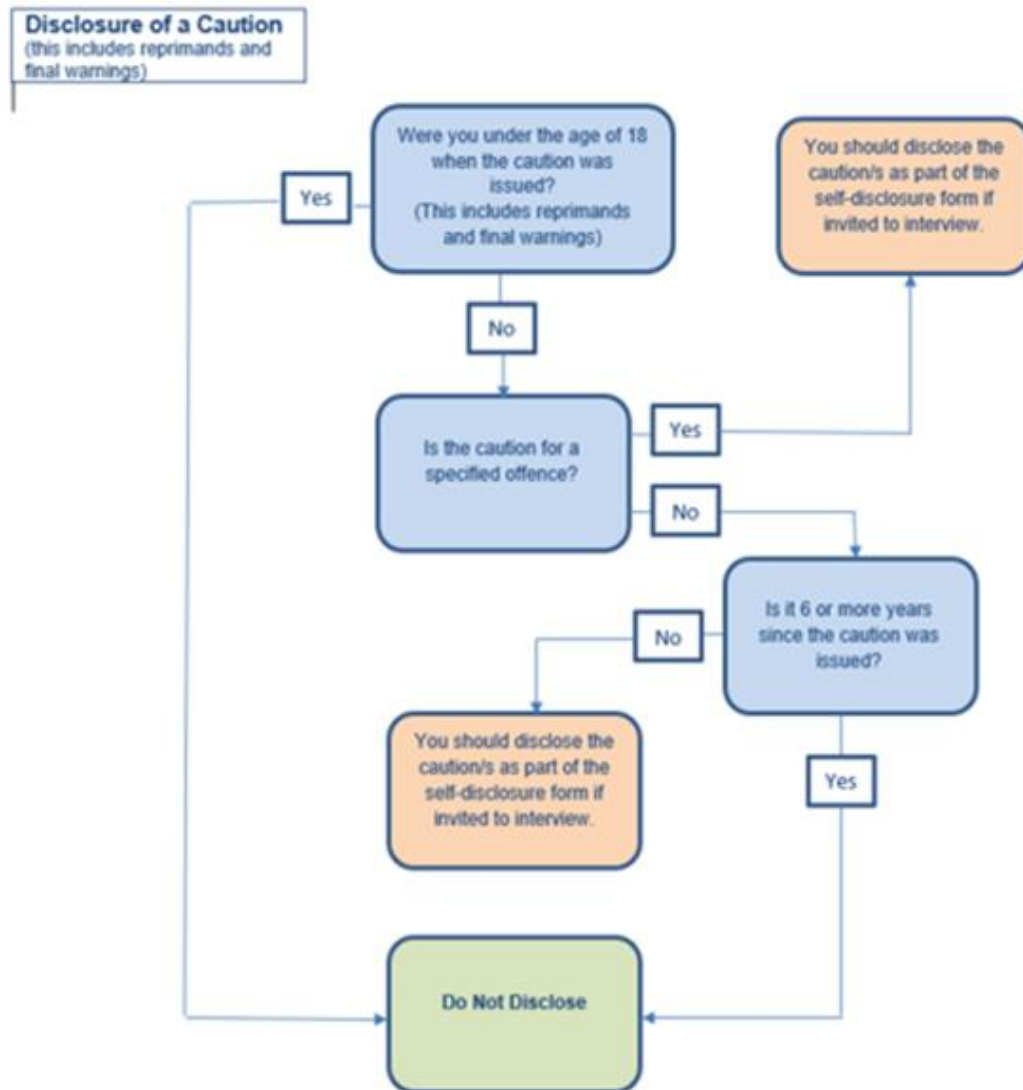 Disclosure of a Caution
(this includes reprimands and
final warnings)
Were you under the age of 18
when the caution was
issued?
(This includes reprimands
and final warnings)
Yes
You should disclose the
caution/s as part of the
self-disclosure form if
invited to interview.
No
Is the caution for a
specified offence?
Yes
No
Is it 6 or more years
since the caution was
issued?
No
You should disclose the
caution/s as part of the
self-disclosure form if
invited to interview.
Yes
Do Not Disclose